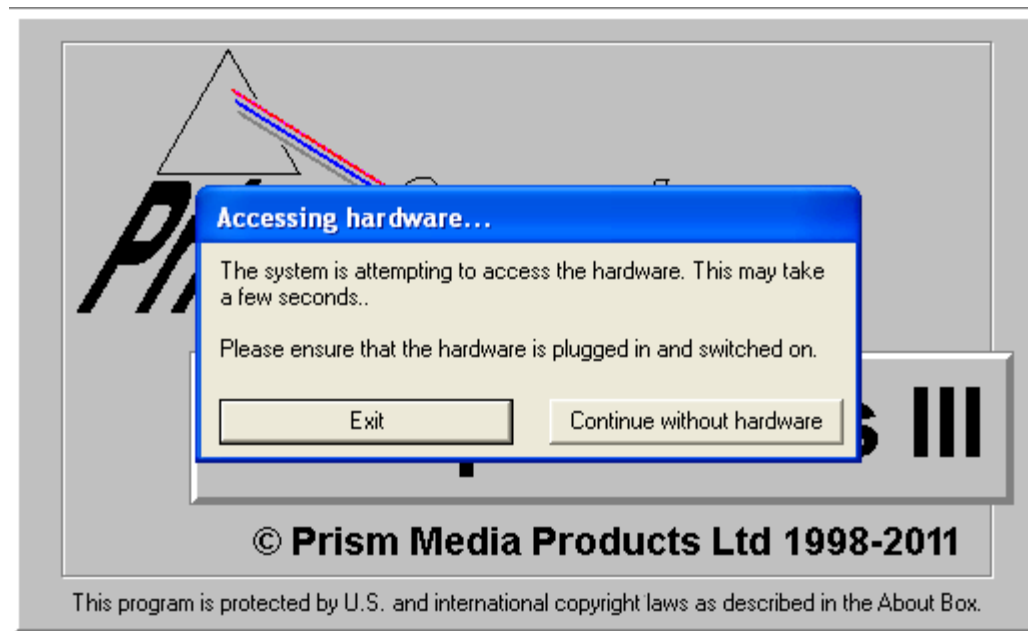 Accessing hardware...
The system is attempting to access the hardware. This may take
a few seconds..
Please ensure that the hardware is plugged in and switched on.
Exit
Continue without hardware
III
© Prism Media Products Ltd 1998-2011
This program is protected by U.S. and international copyright laws as described in the About Box.